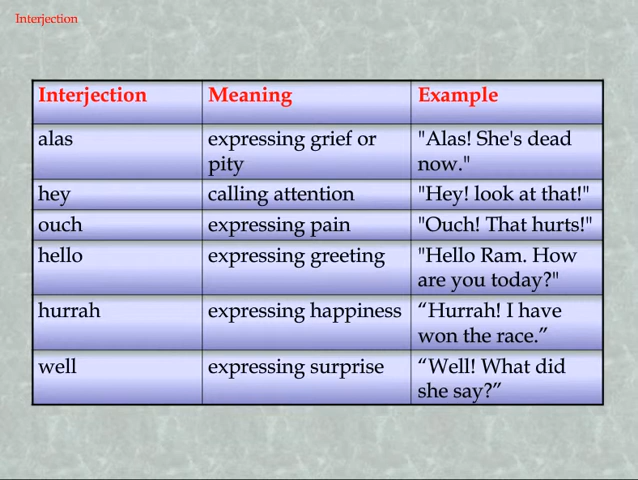 Interjection
Interjection Meaning Example
alas expressing grief or "Alas! She's dead
pity now."
hey calling attention "Hey! look at that!"
ouch expressing pain "Ouch! That hurts!"
hello expressing greeting "Hello Ram. How
are you today?"
hurrah expressing happiness “Hurrah! I have
won the race.”
well expressing surprise “Well! What did
she say?”